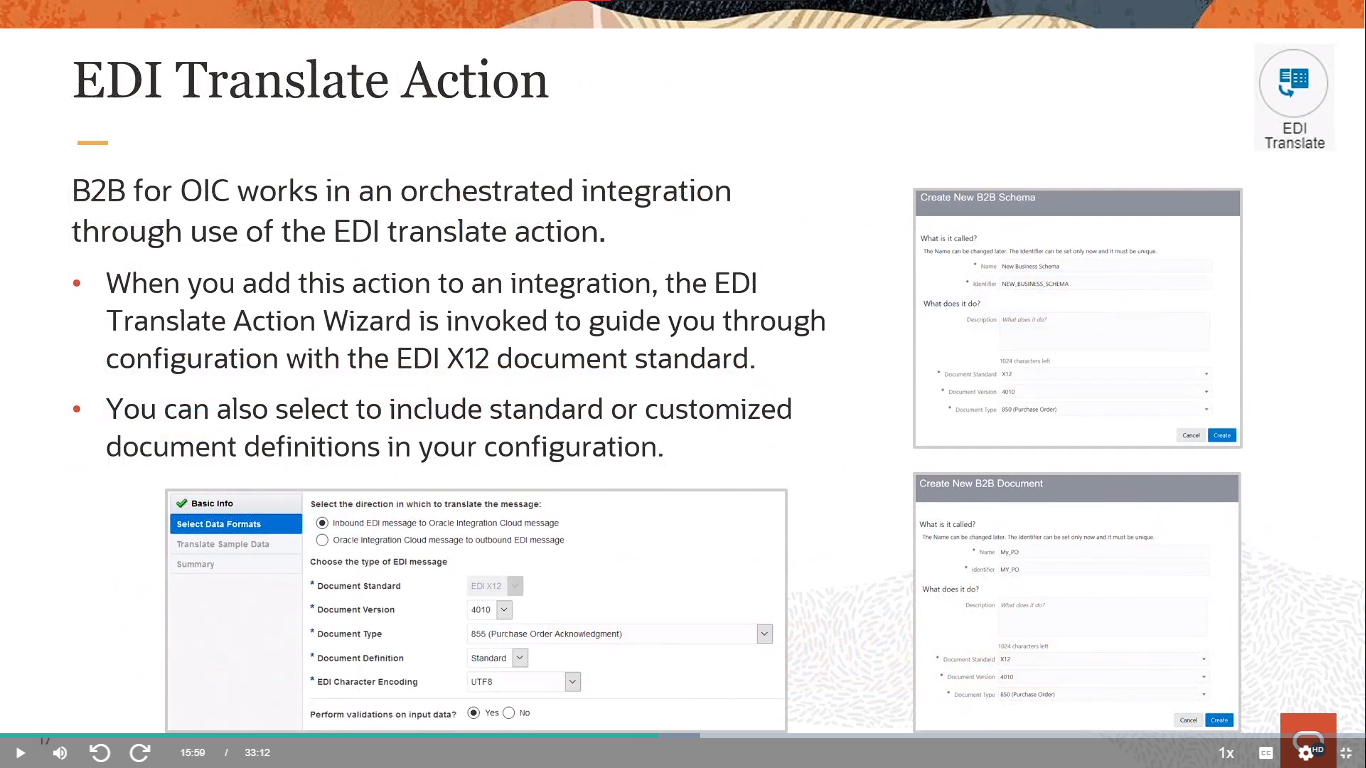 EDI Translate Action
EDI
Translate
B2B for OIC works in an orchestrated integration
through use of the EDI translate action.
• When you add this action to an integration, the EDI
Translate Action Wizard is invoked to guide you through
configuration with the EDI X12 document standard.
• You can also select to include standard or customized
document definitions in your configuration.
Basic Info
Select Data Formats
Translate Sample Data
Summary
Select the direction in which to translate the message:
Inbound EDI message to Oracle Integration Cloud message
Oracle Integration Cloud message to outbound EDI message
Choose the type of EDI message
* Document Standard EDI X12
* Document Version 4010
* Document Type 855 (Purchase Order Acknowledgment)
* Document Definition Standard
* EDI Character Encoding UTF8
Perform validations on input data? Yes No
Create New B2B Schema
What is it called?
The Name can be changed later. The Identifier can be set only now and it must be unique.
* Name New Business Schema
* Identifier NEW_BUSINESS_SCHEMA
What does it do?
Description What does it do?
1024 characters left
* Document Standard X12
* Document Version 4010
* Document Type 850 (Purchase Order)
Cancel Create
Create New B2B Document
What is it called?
The Name can be changed later. The Identifier can be set only now and it must be unique.
* Name My_PO
* Identifier MY_PO
What does it do?
Description What does it do?
1024 characters left
* Document Standard X12
* Document Version 4010
* Document Type 850 (Purchase Order)
Cancel Create
17
15:59 / 33:12
1x CC HD